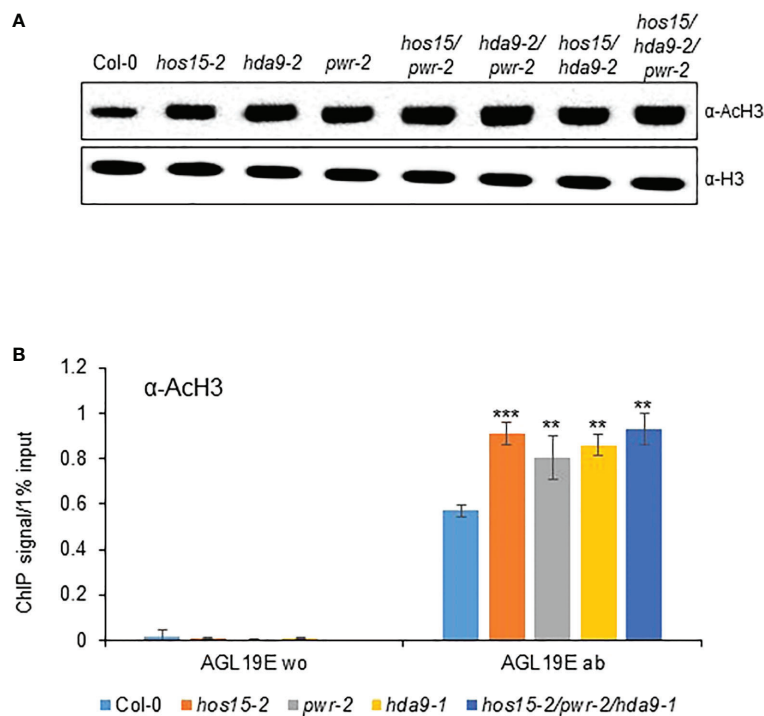 A
Col-0 hos15-2 hda9-2 pwr-2 hos15/ pwr-2 hda9-2/ pwr-2 hos15/ hda9-2 hos15/ hda9-2/ pwr-2
α-AcH3
α-H3
B
α-AcH3
ChIP signal/1% input
1.2
1
0.8
0.6
0.4
0.2
0
*** ** ** **
AGL19E wo AGL19E ab
Col-0 hos15-2 pwr-2 hda9-1 hos15-2/pwr-2/hda9-1